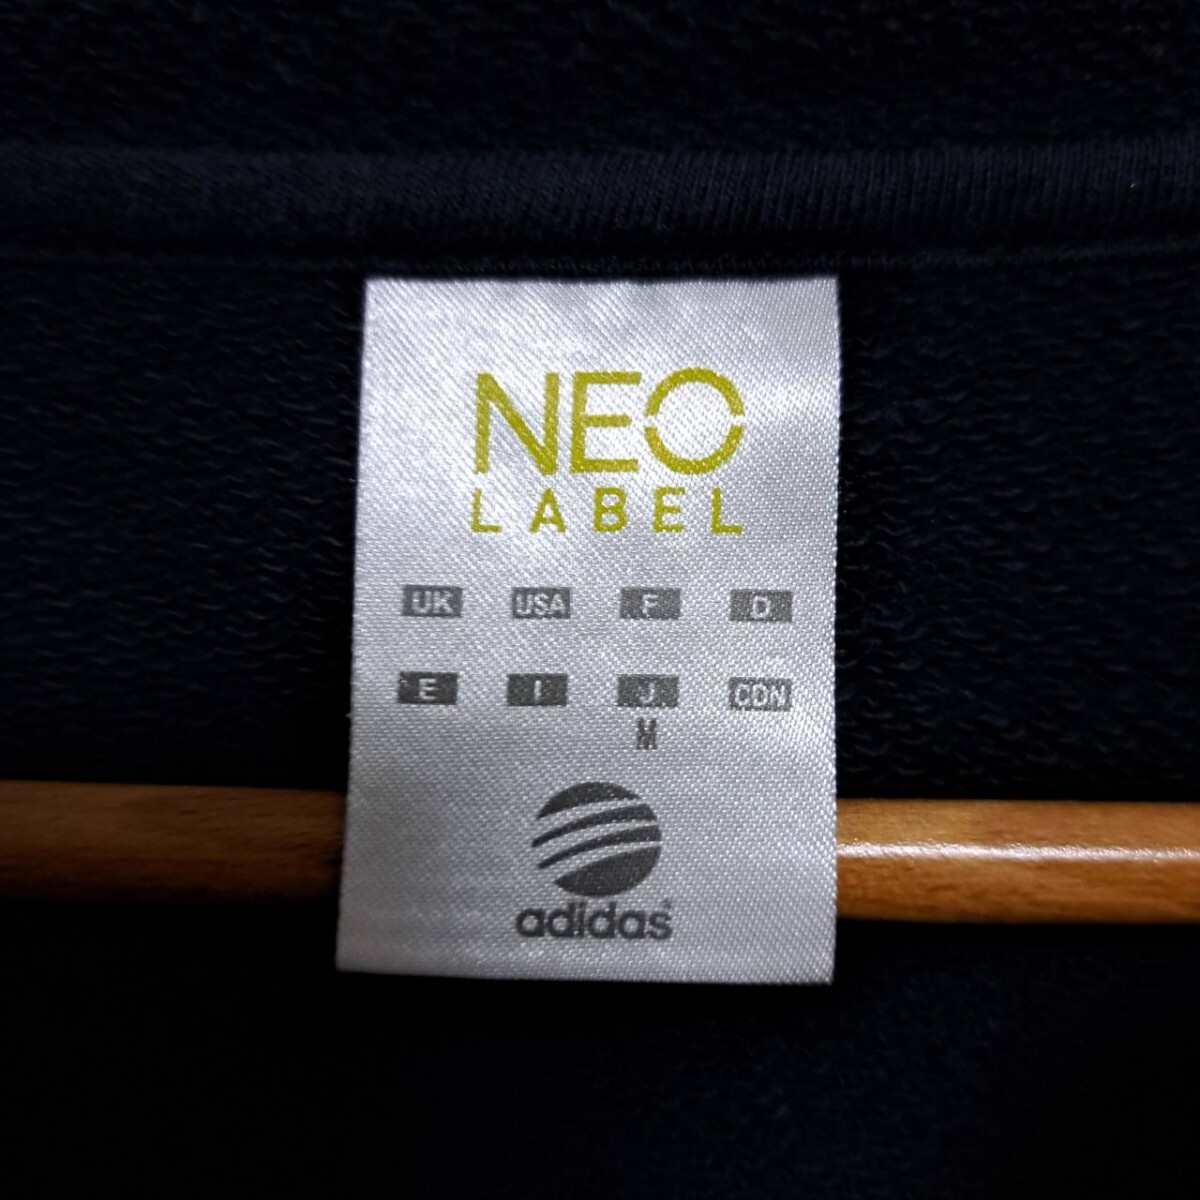 NEO
LABEL
UK USA F D
E I J CDN
M
adidas